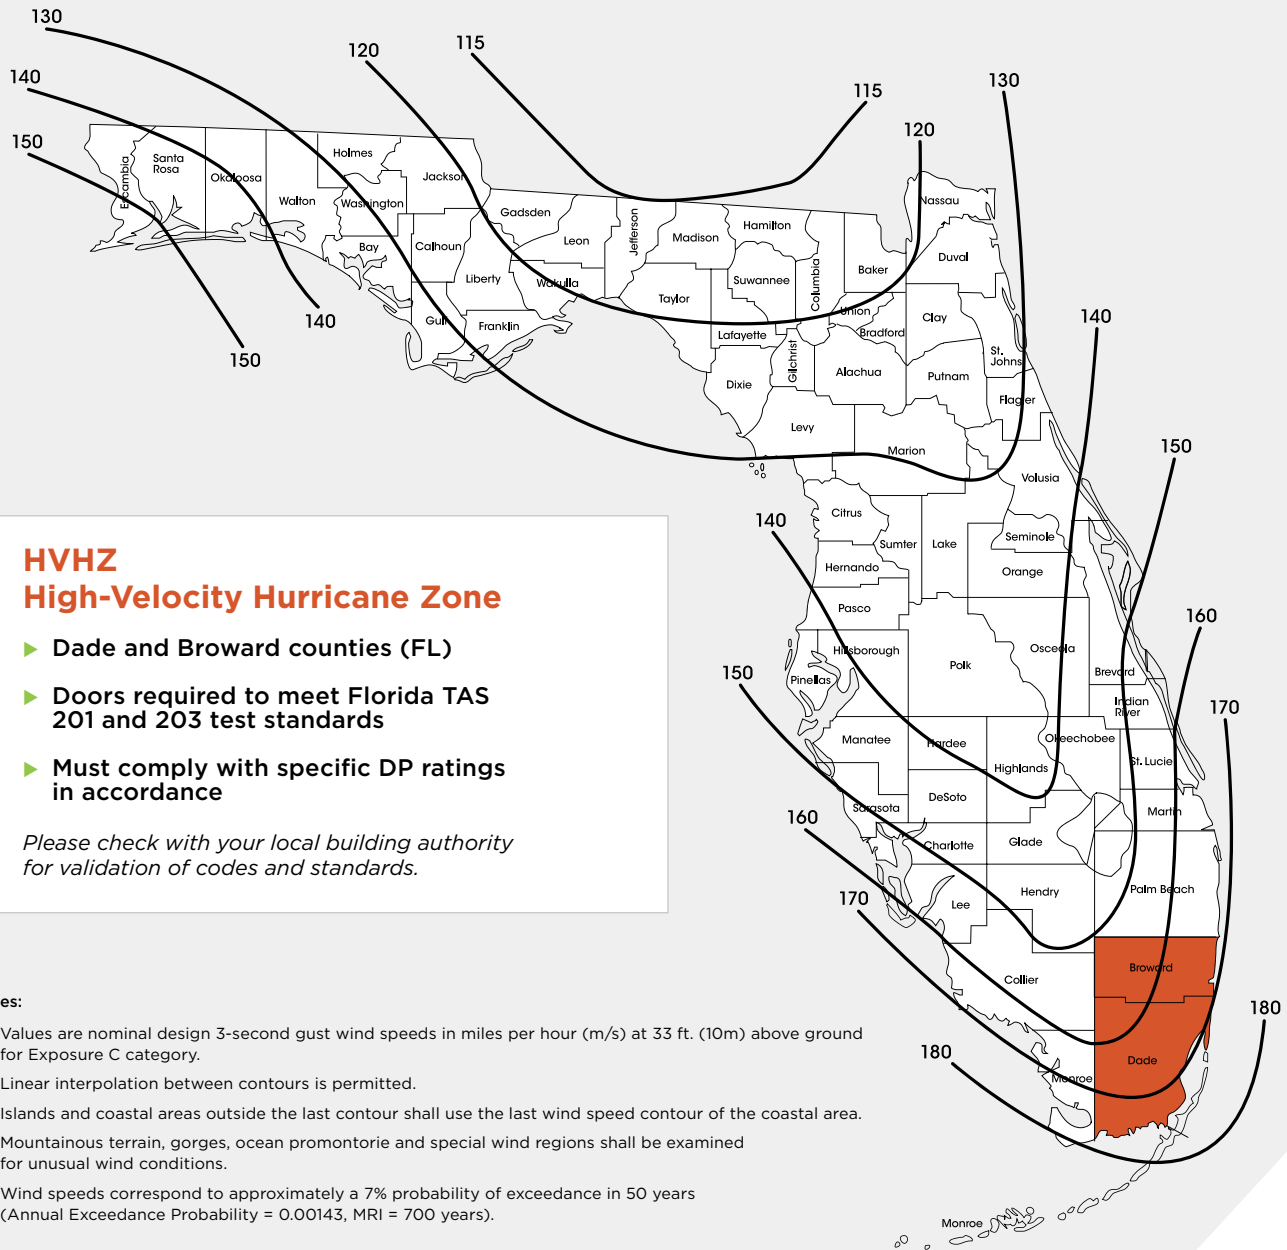 130
120
115
115
130
140
150
120
Escambia
Santa
Rosa
Okaloosa
Walton
Holmes
Washington
Jackson
Bay
Calhoun
Gulf
Liberty
Franklin
Gadsden
Leon
Wakulla
Jefferson
Madison
Taylor
Hamilton
Suwannee
Lafayette
Columbia
Baker
Nassau
Duval
Union
Bradford
Clay
St.
Johns
Dixie
Gilchrist
Alachua
Putnam
Flagler
Levy
Marion
Volusia
140
150
140
150
140
Citrus
Sumter
Lake
Seminole
Hernando
Orange
Pasco
Hillsborough
Pinellas
Polk
Osceola
Brevard
Indian
River
160
150
170
Manatee
Hardee
Highlands
Okeechobee
St. Lucie
Sarasota
DeSoto
Martin
160
Charlotte
Glade
170
Lee
Hendry
Palm Beach
Collier
Broward
180
180
Monroe
Dade
Monroe
HVHZ
High-Velocity Hurricane Zone
Dade and Broward counties (FL)
Doors required to meet Florida TAS
201 and 203 test standards
Must comply with specific DP ratings
in accordance
Please check with your local building authority
for validation of codes and standards.
es:
Values are nominal design 3-second gust wind speeds in miles per hour (m/s) at 33 ft. (10m) above ground
for Exposure C category.
Linear interpolation between contours is permitted.
Islands and coastal areas outside the last contour shall use the last wind speed contour of the coastal area.
Mountainous terrain, gorges, ocean promontorie and special wind regions shall be examined
for unusual wind conditions.
Wind speeds correspond to approximately a 7% probability of exceedance in 50 years
(Annual Exceedance Probability = 0.00143, MRI = 700 years).